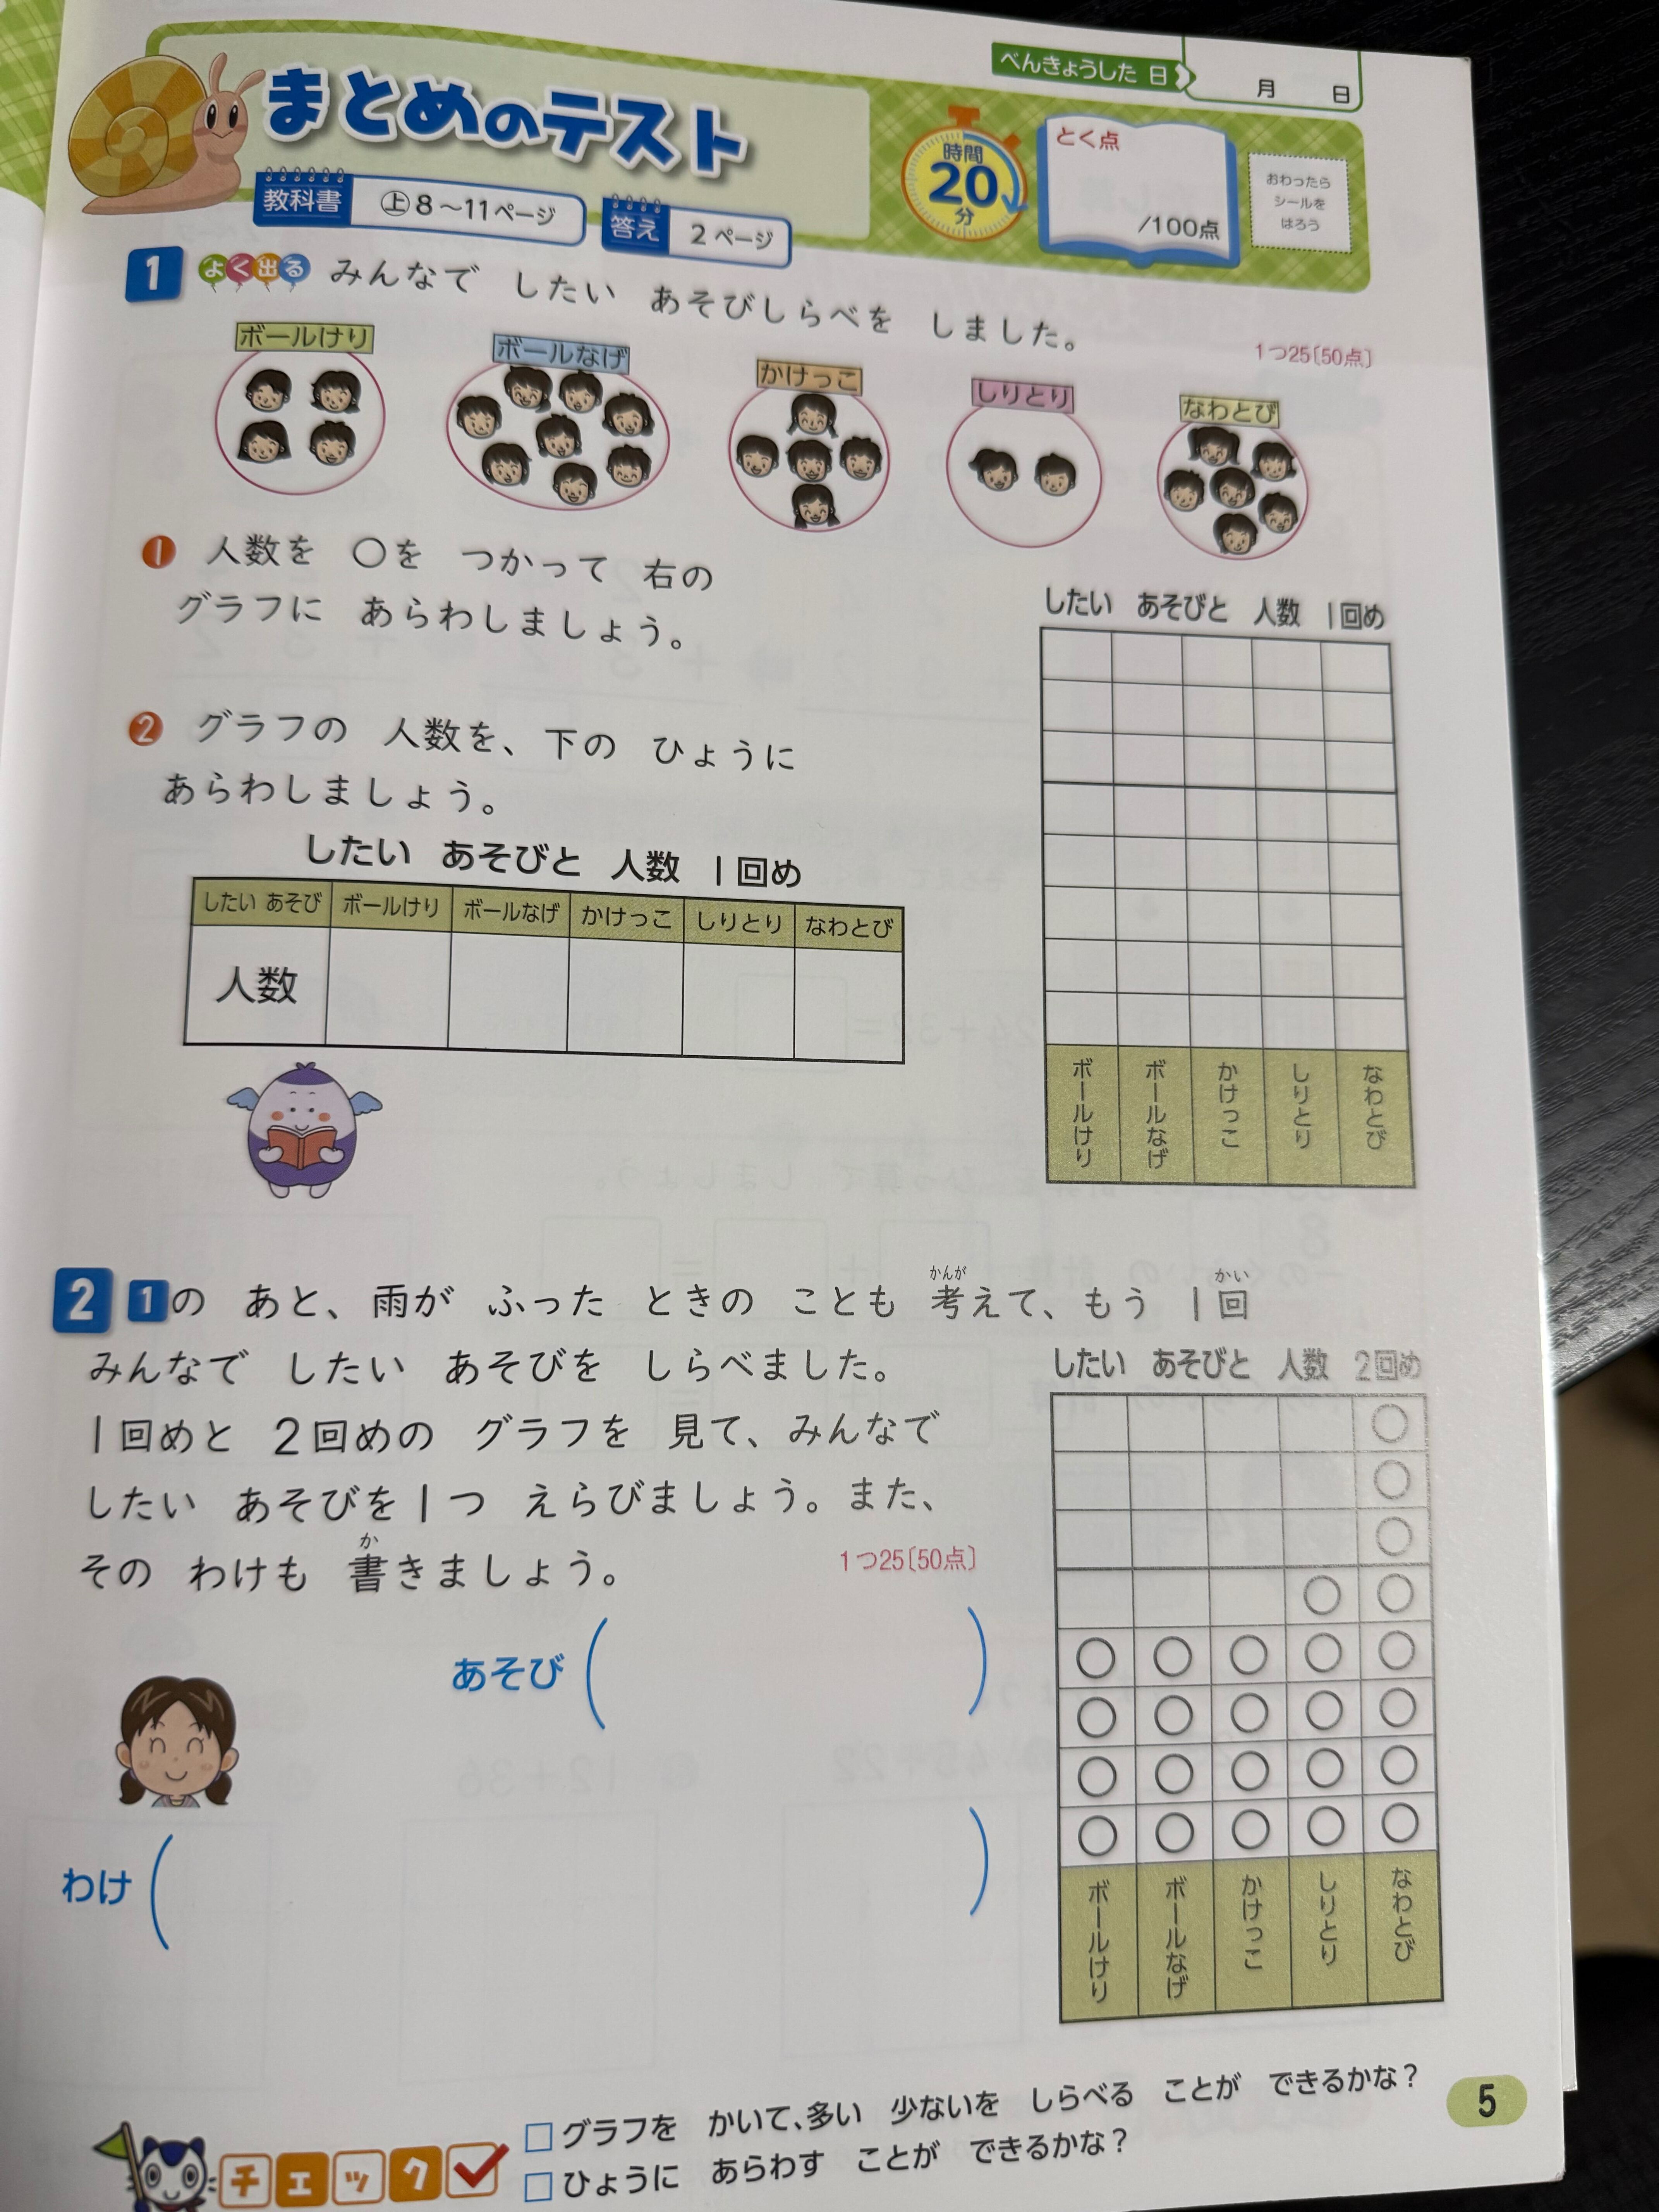 べんきょうした 日
月 日
まとめのテスト
教科書 上8〜11ページ
答え 2ページ
時間 20分
とく点
/100点
おわったら
シールを
はろう
1 よく出る みんなで したい あそびしらべを しました。
1つ25〔50点〕
ボールけり ボールなげ かけっこ しりとり なわとび
1 人数を ○を つかって 右の
グラフに あらわしましょう。
2 グラフの 人数を、下の ひょうに
あらわしましょう。
したい あそびと 人数 1回め
したい あそび ボールけり ボールなげ かけっこ しりとり なわとび
人数
したい あそびと 人数 1回め
ボールけり ボールなげ かけっこ しりとり なわとび
2 1の あと、雨が ふった ときの ことも 考えて、もう 1回
かんが かい
みんなで したい あそびを しらべました。
1回めと 2回めの グラフを 見て、みんなで
したい あそびを1つ えらびましょう。また、
その わけも 書きましょう。
か
1つ25〔50点〕
あそび( )
わけ( )
したい あそびと 人数 2回め
ボールけり ボールなげ かけっこ しりとり なわとび
チェック
□グラフを かいて、多い 少ないを しらべる ことが できるかな?
□ひょうに あらわす ことが できるかな?
5